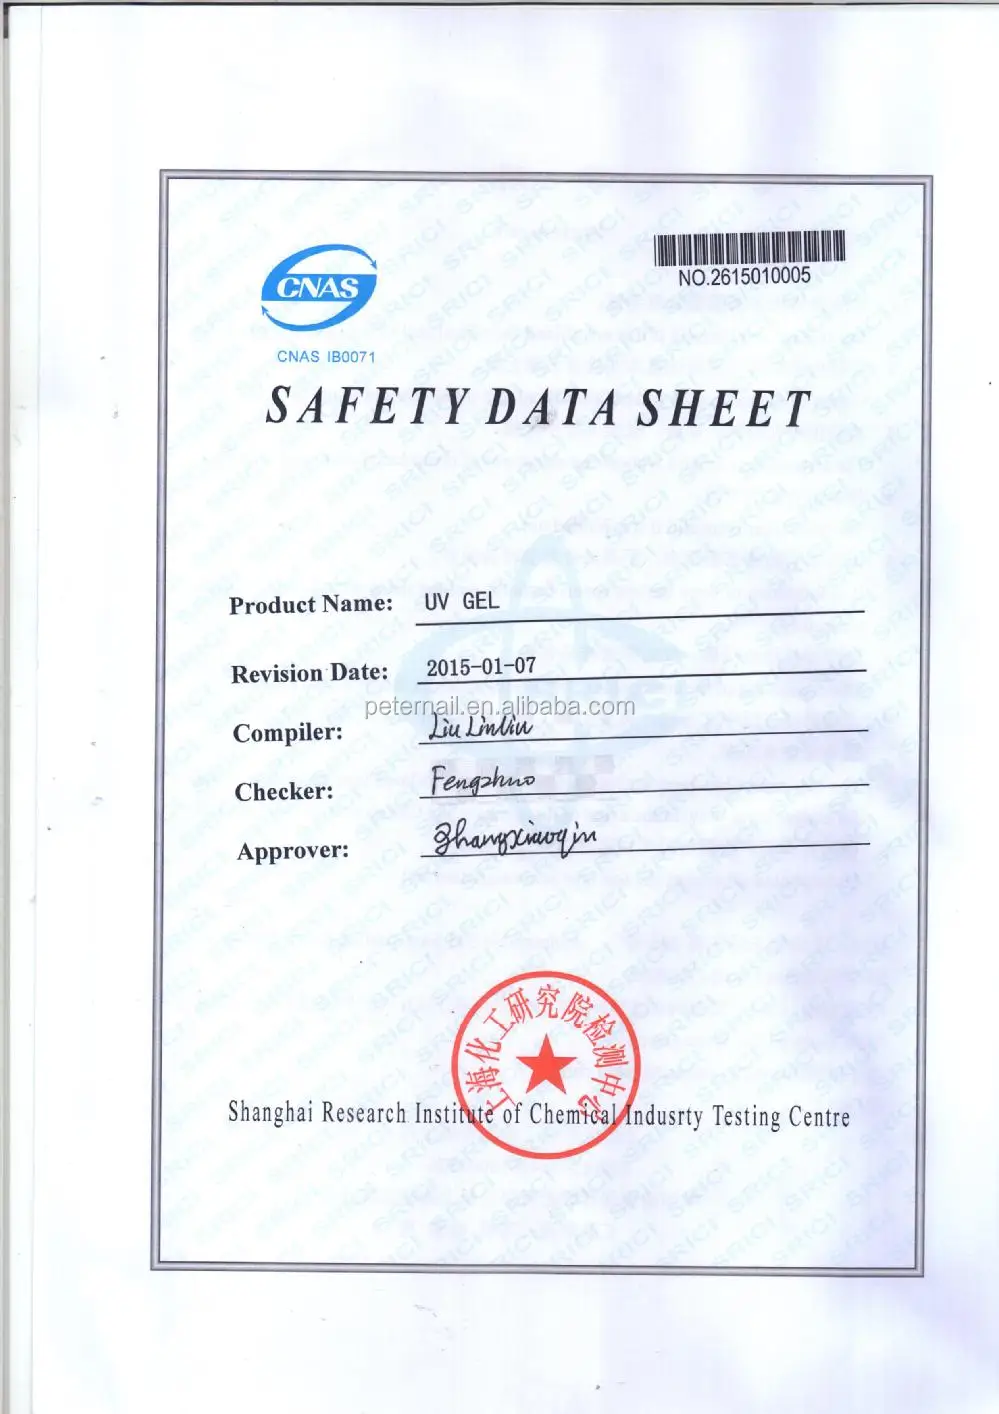 CNAS
NO.2615010005
CNAS IB0071
SAFETY DATA SHEET
Product Name: UV GEL
Revision Date: 2015-01-07
peternail.en.alibaba.com
Compiler: Liu Linliu
Checker: Fengzhuo
Approver: Zhangxiaoqin
上海化工研究院检测中心
Shanghai Research Institute of Chemical Indusrty Testing Centre